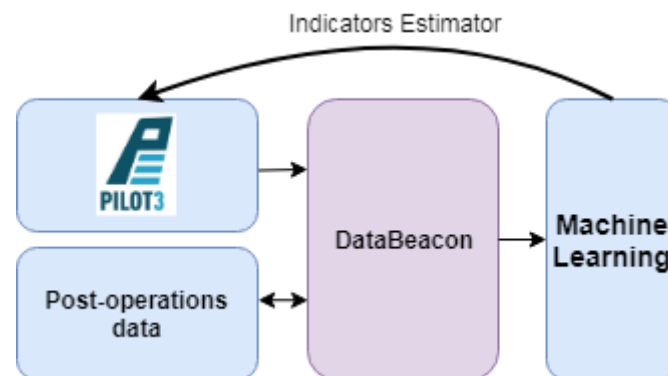 Indicators Estimator
PILOT3
DataBeacon
Machine
Learning
Post-operations
data